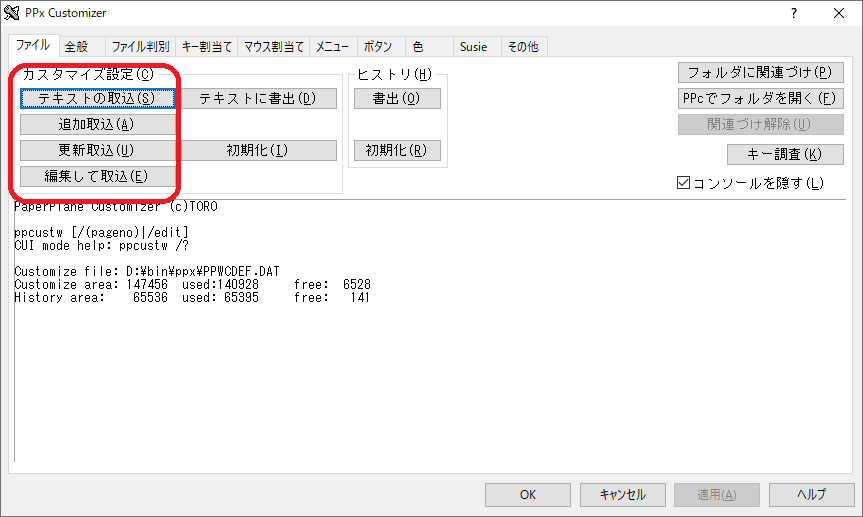 PPx Customizer
ファイル 全般 ファイル判別 キー割当て マウス割当て メニュー ボタン 色 Susie その他
カスタマイズ設定(C) ヒストリ(H) フォルダに関連づけ(P)
テキストの取込(S) テキストに書出(D) 書出(O) PPcでフォルダを開く(F)
追加取込(A) 関連づけ解除(U)
更新取込(U) 初期化(I) 初期化(R) キー調査(K)
編集して取込(E) コンソールを隠す(L)
PaperPlane Customizer (c)TORO
ppcustw [/(pageno)|/edit]
CUI mode help: ppcustw /?
Customize file: D:\bin\ppx\PPWCDEF.DAT
Customize area: 147456 used:140928 free: 6528
History area: 65536 used: 65395 free: 141
OK キャンセル 適用(A) ヘルプ